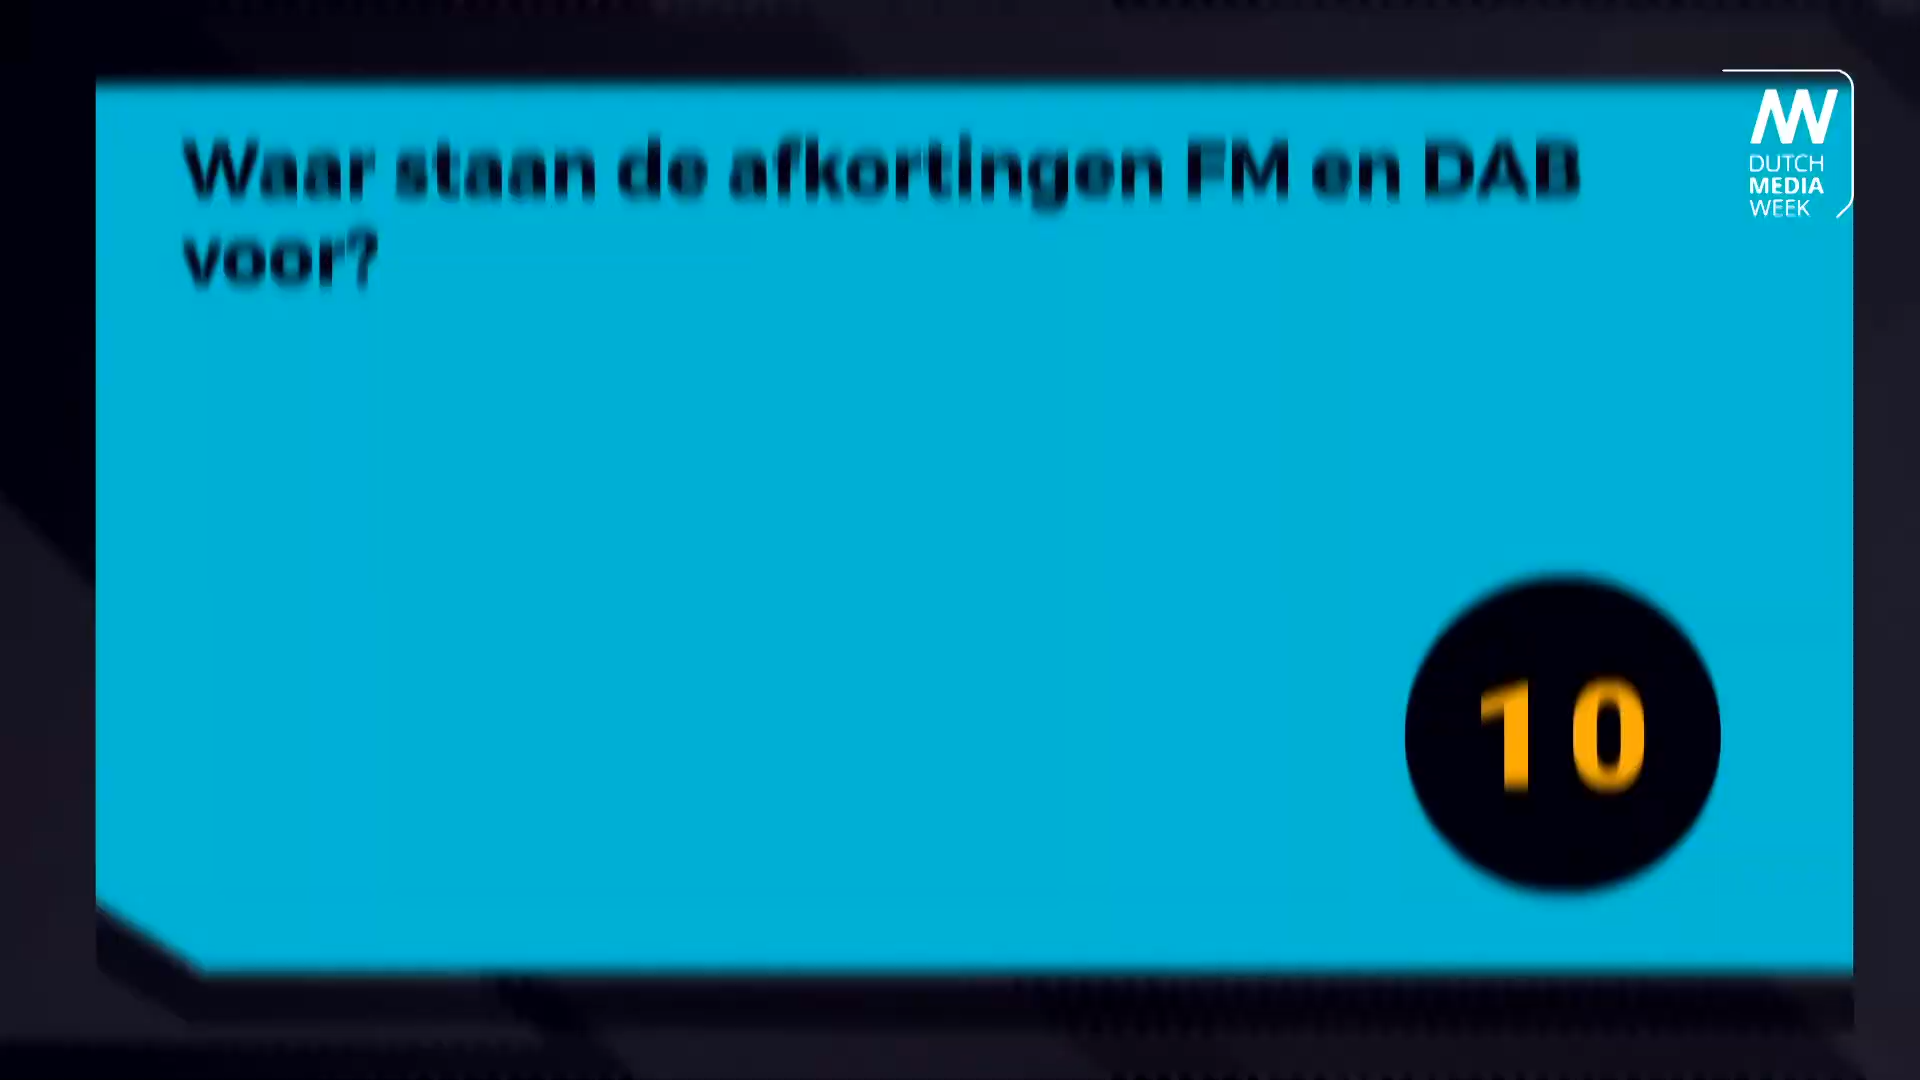 Waar staan de afkortingen FM en DAB
voor?
DUTCH
MEDIA
WEEK
10